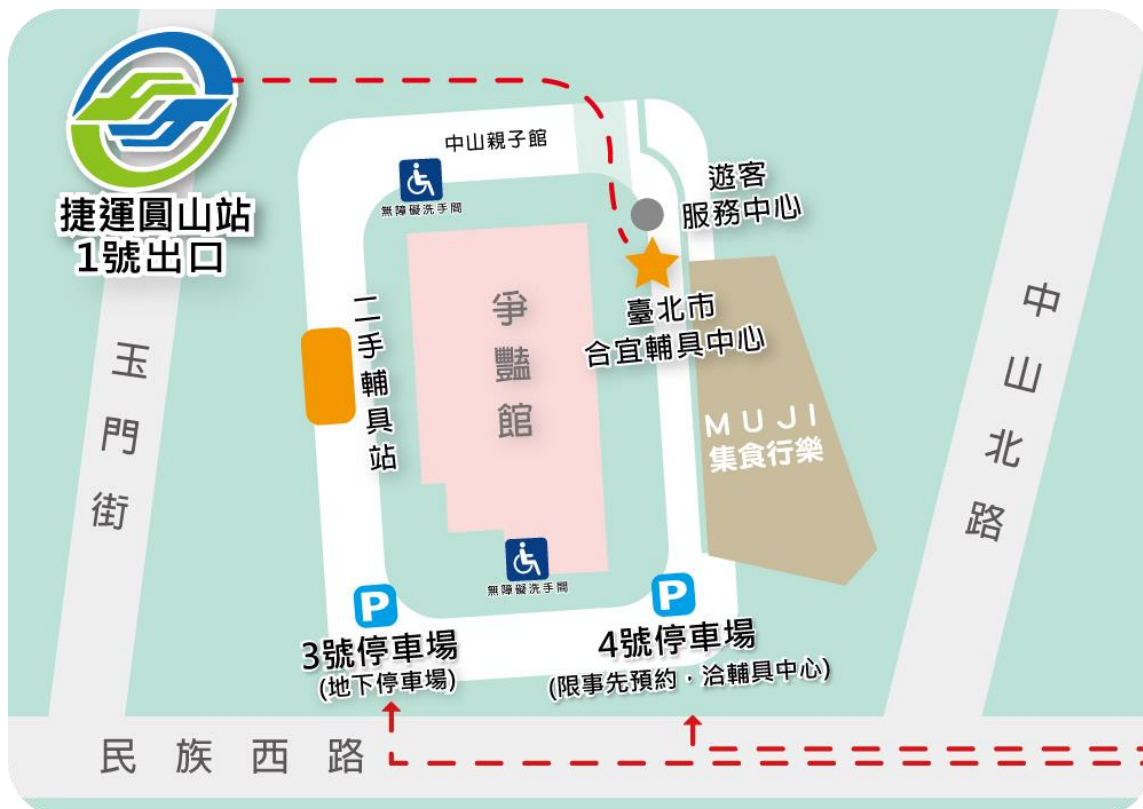 中山親子館
無障礙洗手間
遊客
服務中心
捷運圓山站
1號出口
臺北市
合宜輔具中心
二手輔具站
爭豔館
玉門街
中山北路
MUJI
集食行樂
無障礙洗手間
P
3號停車場
(地下停車場)
P
4號停車場
(限事先預約·洽輔具中心)
民族西路